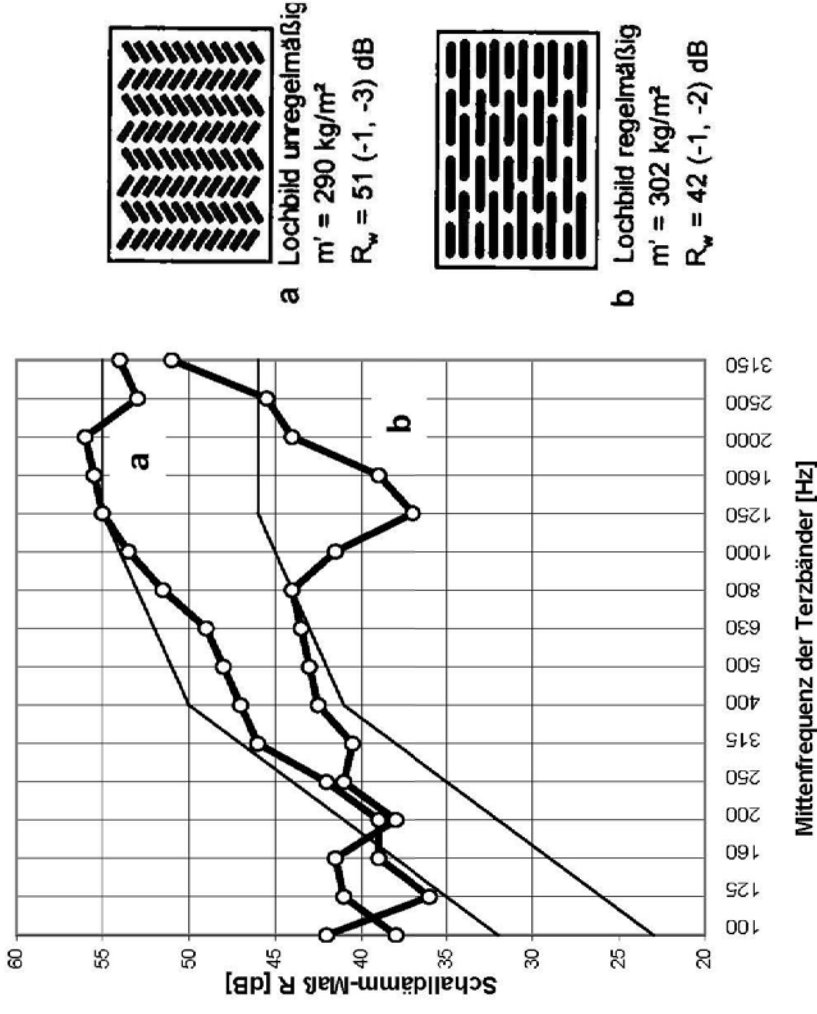 60
55
50
45
40
35
30
25
20
Schalldämm-Maß R [dB]
100
125
160
200
250
315
400
500
630
800
1000
1250
1600
2000
2500
3150
Mittenfrequenz der Terzbänder [Hz]
a
b
a Lochbild unregelmäßig
m' = 290 kg/m²
Rw = 51 (-1, -3) dB
b Lochbild regelmäßig
m' = 302 kg/m²
Rw = 42 (-1, -2) dB